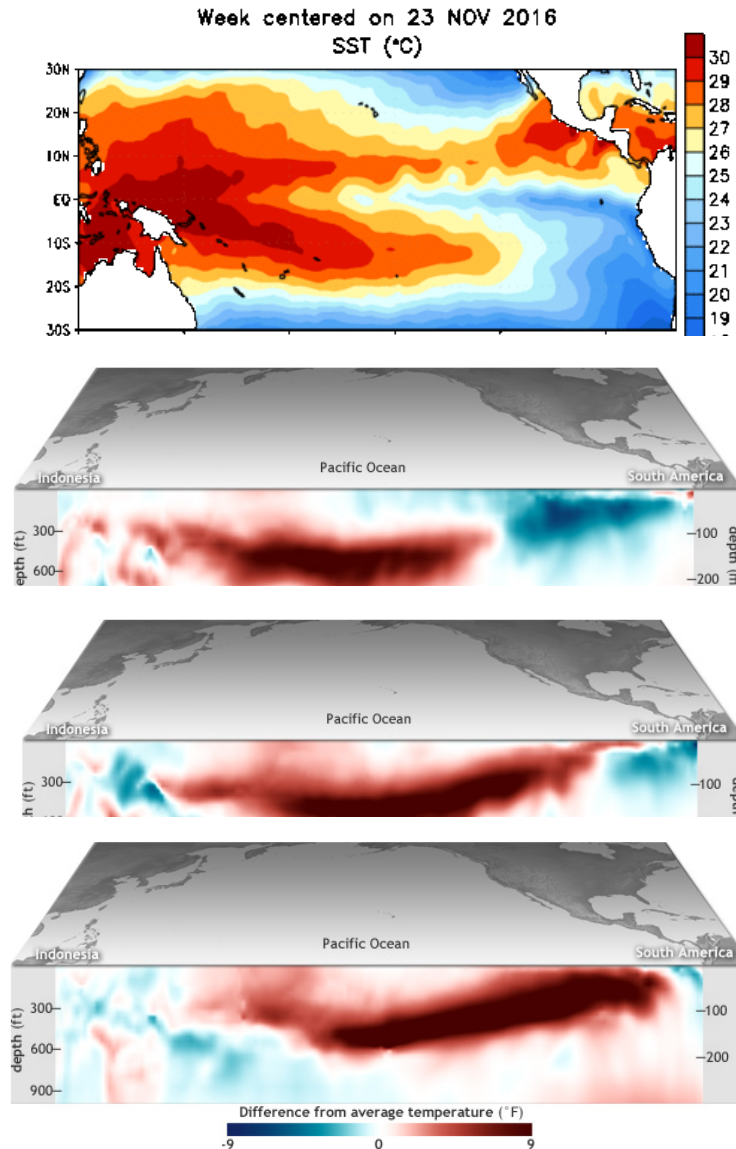 Week centered on 23 NOV 2016
SST (°C)
30N
20N
10N
EQ
10S
20S
30S
30
29
28
27
26
25
24
23
22
21
20
19
Pacific Ocean
Indonesia
South America
300
600
depth (ft)
100
200
Pacific Ocean
Indonesia
South America
300
100
Pacific Ocean
Indonesia
South America
300
600
900
depth (ft)
100
200
Difference from average temperature (°F)
-9
0
9